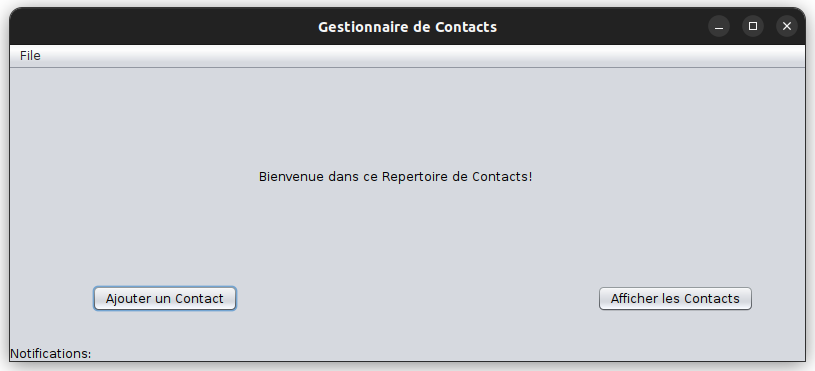 Gestionnaire de Contacts
File
Bienvenue dans ce Repertoire de Contacts!
Ajouter un Contact
Afficher les Contacts
Notifications: